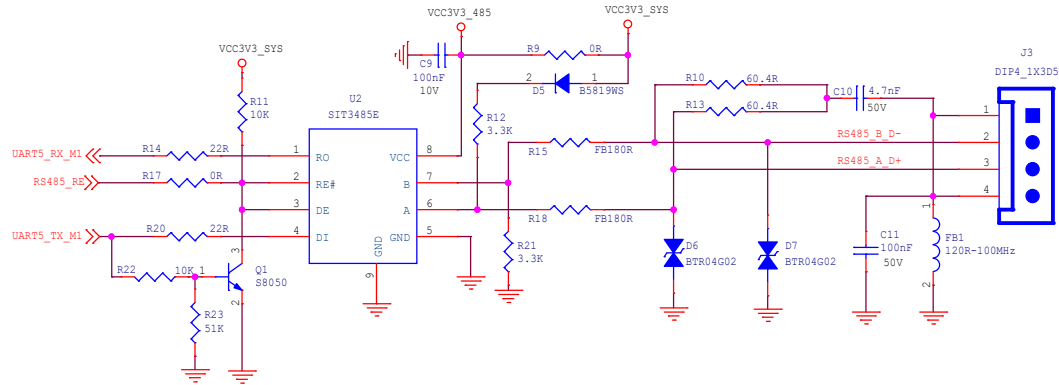 VCC3V3_485
VCC3V3_SYS
VCC3V3_SYS
C9
100nF
10V
R9
0R
2
D5
1
B5819WS
R10
60.4R
R13
60.4R
C10
4.7nF
50V
J3
DIP4_1X3D5
R11
10K
U2
SIT3485E
R12
3.3K
UART5_RX_M1
R14
22R
1
RO
VCC
8
R15
FB180R
RS485_B_D-
1
2
RS485_RE
R17
0R
2
RE#
B
7
RS485_A_D+
3
3
DE
A
6
R18
FB180R
4
UART5_TX_M1
R20
22R
4
DI
GND
5
GND
9
R21
3.3K
R22
10K
1
3
Q1
S8050
2
R23
51K
D6
BTR04G02
D7
BTR04G02
C11
100nF
50V
1
FB1
120R-100MHz
2